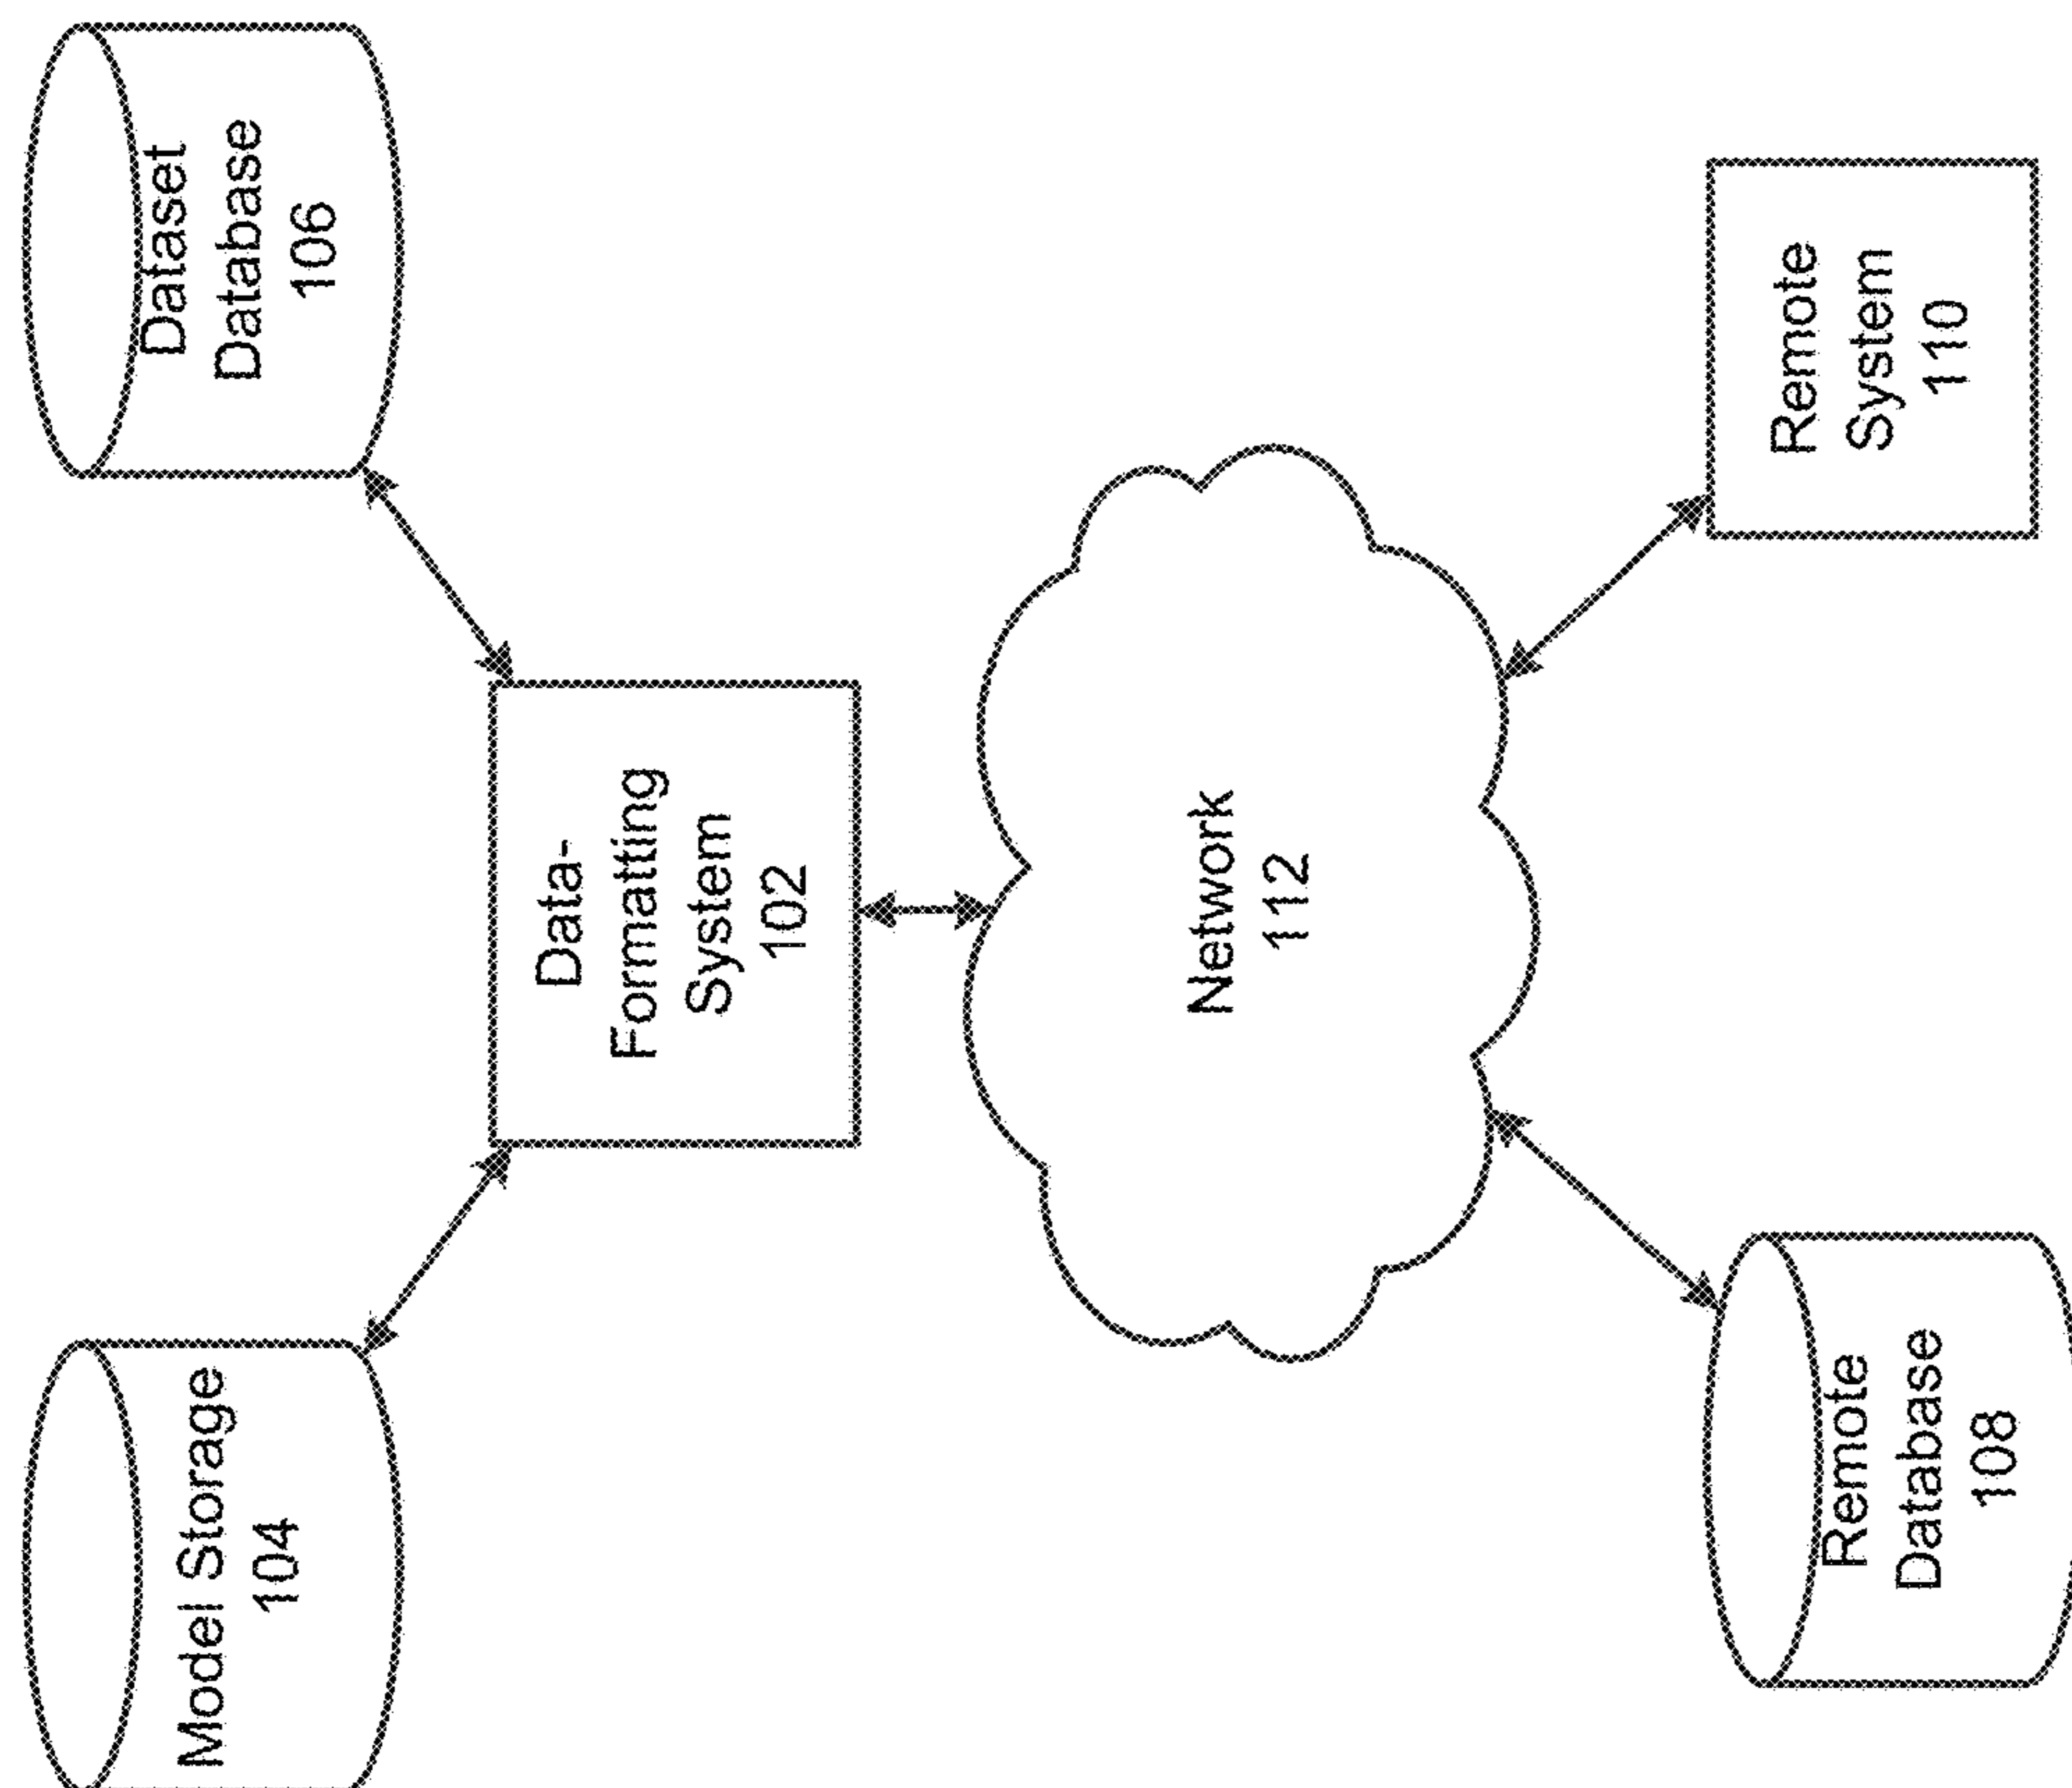 Model Storage
104
Dataset
Database
106
Data-
Formatting
System
102
Network
112
Remote
Database
108
Remote
System
110